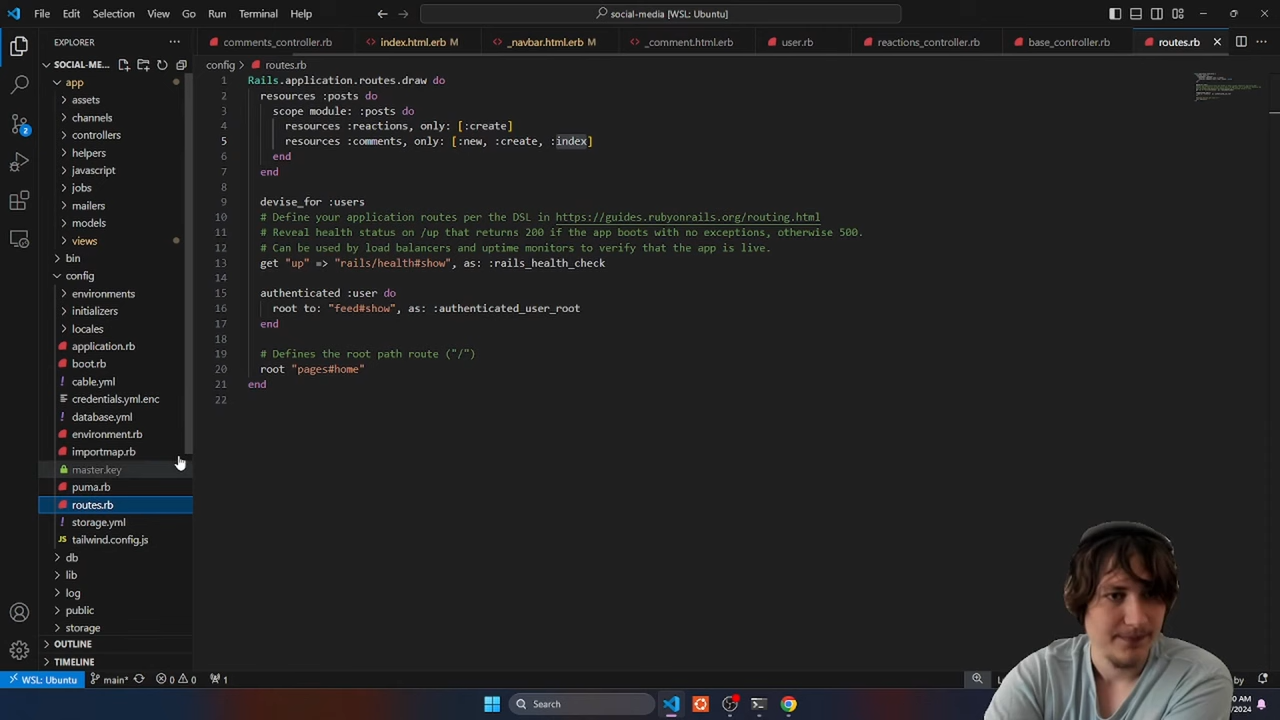 File Edit Selection View Go Run Terminal Help
social-media [WSL: Ubuntu]
EXPLORER
comments_controller.rb
index.html.erb M
_navbar.html.erb M
_comment.html.erb
user.rb
reactions_controller.rb
base_controller.rb
routes.rb
SOCIAL-ME...
config > routes.rb
app
assets
channels
controllers
helpers
javascript
jobs
mailers
models
views
bin
config
environments
initializers
locales
application.rb
boot.rb
cable.yml
credentials.yml.enc
database.yml
environment.rb
importmap.rb
master.key
puma.rb
routes.rb
storage.yml
tailwind.config.js
db
lib
log
public
storage
OUTLINE
TIMELINE
1 Rails.application.routes.draw do
2 resources :posts do
3 scope module: :posts do
4 resources :reactions, only: [:create]
5 resources :comments, only: [:new, :create, :index]
6 end
7 end
8
9 devise_for :users
10 # Define your application routes per the DSL in https://guides.rubyonrails.org/routing.html
11 # Reveal health status on /up that returns 200 if the app boots with no exceptions, otherwise 500.
12 # Can be used by load balancers and uptime monitors to verify that the app is live.
13 get "up" => "rails/health#show", as: :rails_health_check
14
15 authenticated :user do
16 root to: "feed#show", as: :authenticated_user_root
17 end
18
19 # Defines the root path route ("/")
20 root "pages#home"
21 end
22
2
WSL: Ubuntu main* 0 0 1
Search